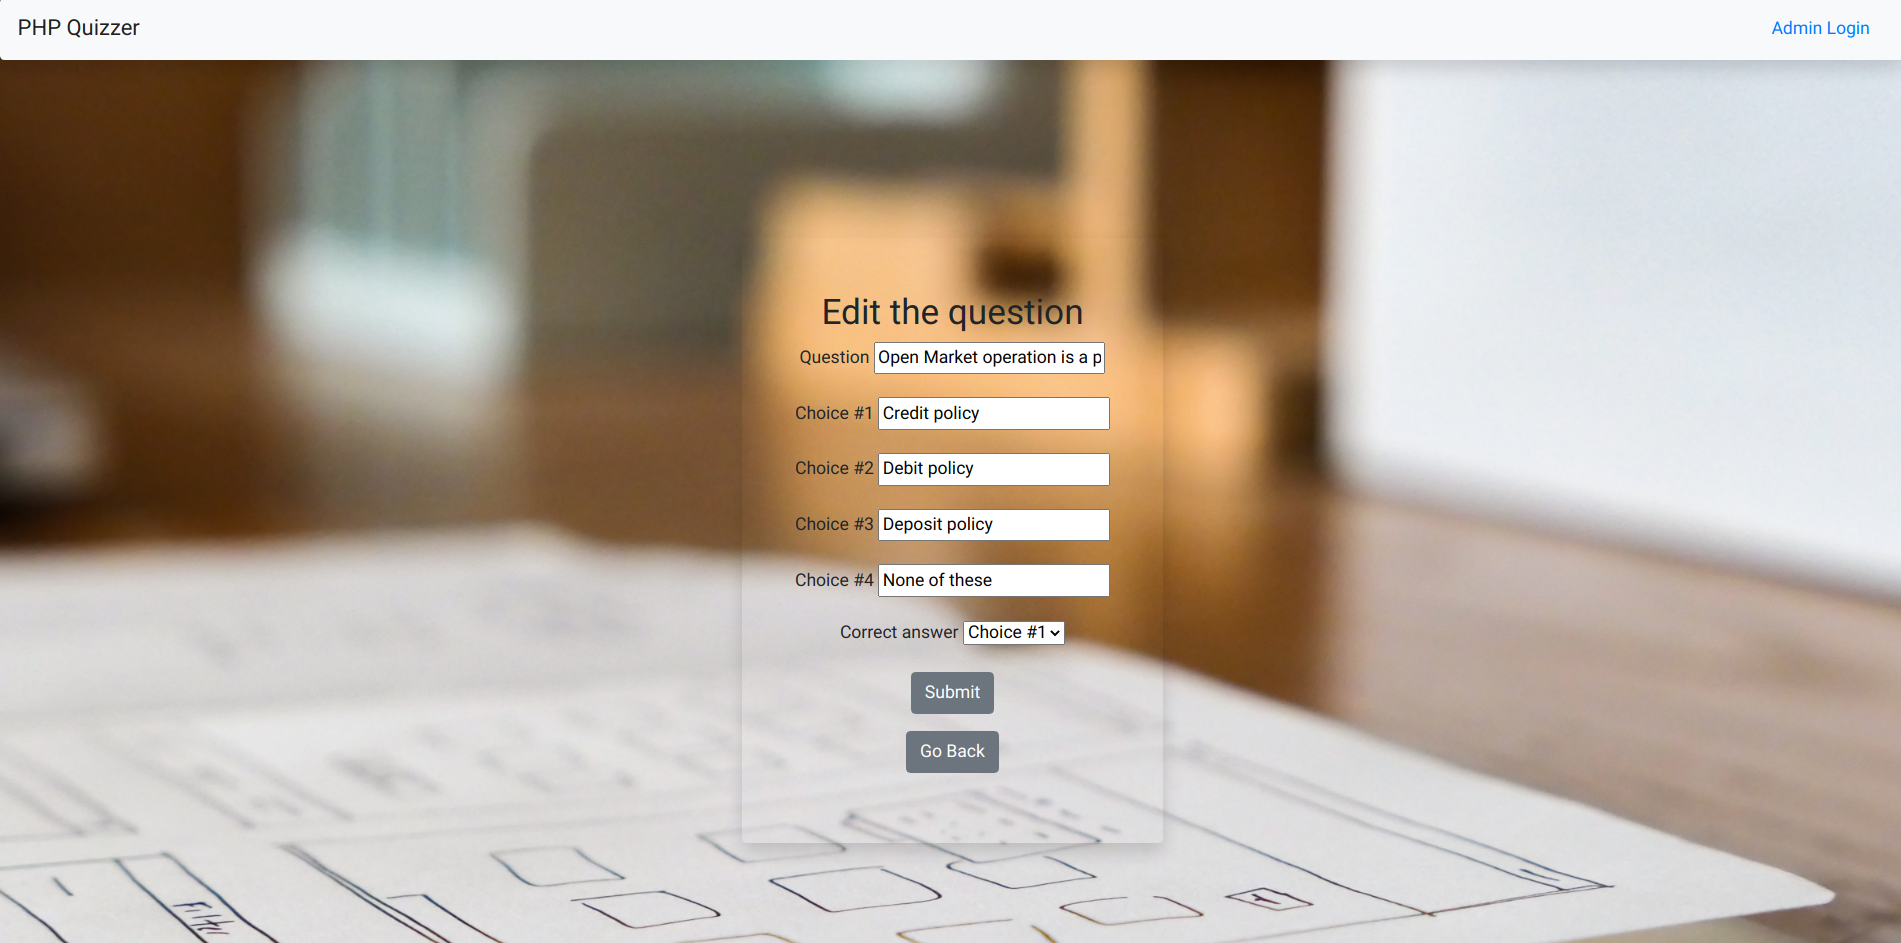 PHP Quizzer
Admin Login
Edit the question
Question Open Market operation is a p
Choice #1 Credit policy
Choice #2 Debit policy
Choice #3 Deposit policy
Choice #4 None of these
Correct answer Choice #1
Submit
Go Back
Filter